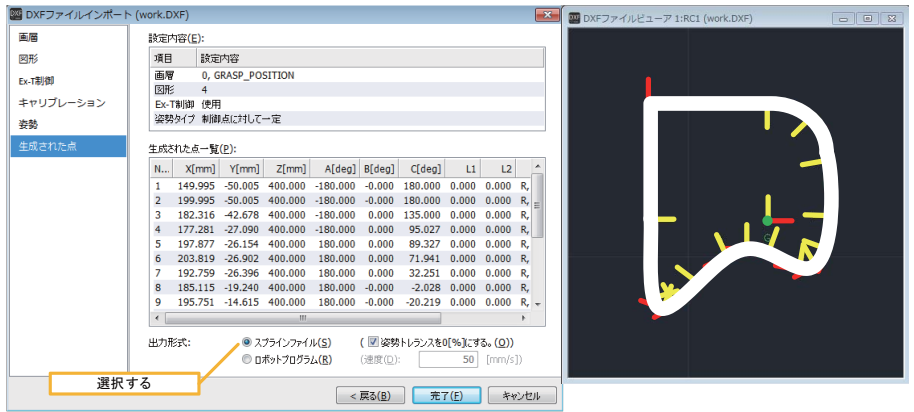 DXFファイルインポート (work.DXF)
画層
図形
Ex-T制御
キャリブレーション
姿勢
生成された点
設定内容(E):
項目 設定内容
画層 0, GRASP_POSITION
図形 4
Ex-T制御 使用
姿勢タイプ 制御点に対して一定
生成された点一覧(P):
N... X[mm] Y[mm] Z[mm] A[deg] B[deg] C[deg] L1 L2
1 149.995 -50.005 400.000 -180.000 -0.000 180.000 0.000 0.000 R,
2 199.995 -50.005 400.000 -180.000 -0.000 180.000 0.000 0.000 R,
3 182.316 -42.678 400.000 -180.000 0.000 135.000 0.000 0.000 R,
4 177.281 -27.090 400.000 -180.000 0.000 95.027 0.000 0.000 R,
5 197.877 -26.154 400.000 180.000 0.000 89.327 0.000 0.000 R,
6 203.819 -26.902 400.000 180.000 0.000 71.941 0.000 0.000 R,
7 192.759 -26.396 400.000 180.000 0.000 32.251 0.000 0.000 R,
8 185.115 -19.240 400.000 180.000 -0.000 -2.028 0.000 0.000 R,
9 195.751 -14.615 400.000 180.000 -0.000 -20.219 0.000 0.000 R,
出力形式: スプラインファイル(S) ( 姿勢トレランスを0[%]にする。(O))
ロボットプログラム(R) (速度(D): 50 [mm/s])
選択する
< 戻る(B) 完了(F) キャンセル
DXFファイルビューア 1:RC1 (work.DXF)